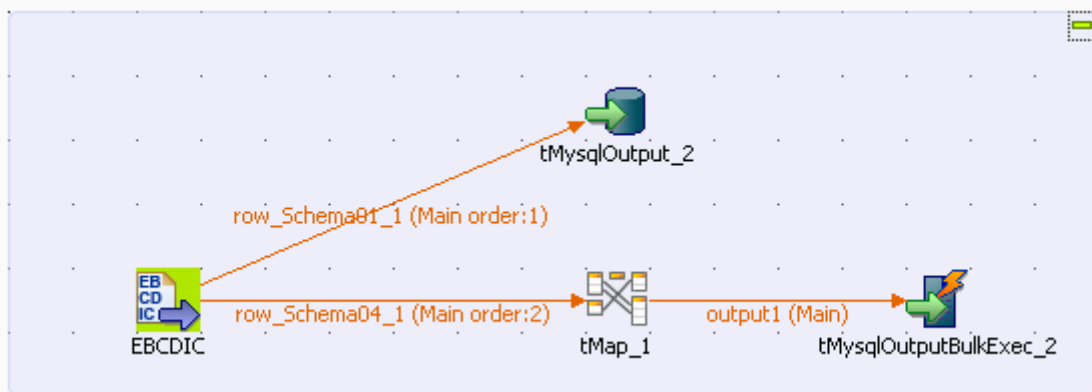 tMysqlOutput_2
row_Schema01_1 (Main order:1)
EB
CD
IC
row_Schema04_1 (Main order:2)
output1 (Main)
EBCDIC
tMap_1
tMysqlOutputBulkExec_2